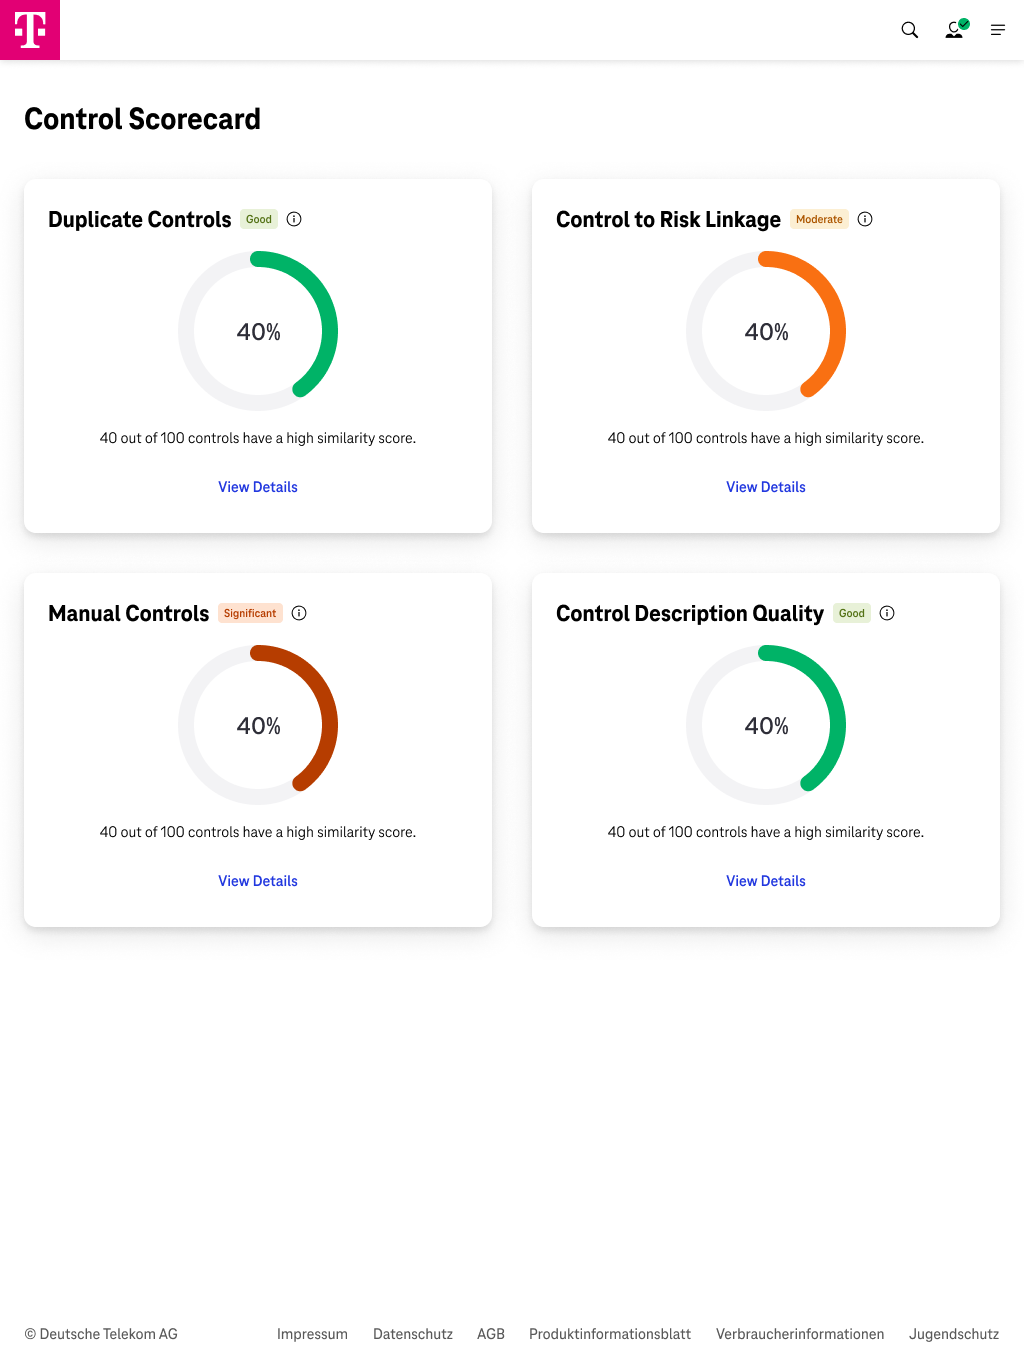 T
Control Scorecard
Duplicate Controls Good
40%
40 out of 100 controls have a high similarity score.
View Details
Control to Risk Linkage Moderate
40%
40 out of 100 controls have a high similarity score.
View Details
Manual Controls Significant
40%
40 out of 100 controls have a high similarity score.
View Details
Control Description Quality Good
40%
40 out of 100 controls have a high similarity score.
View Details
© Deutsche Telekom AG Impressum Datenschutz AGB Produktinformationsblatt Verbraucherinformationen Jugendschutz